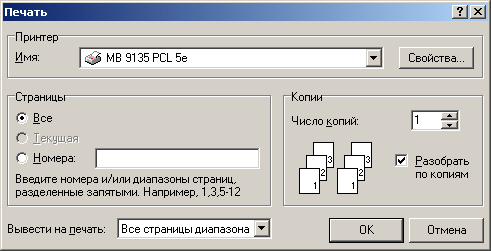 Печать
Принтер
Имя: MB 9135 PCL 5e Свойства...
Страницы
Все
Текущая
Номера:
Введите номера и/или диапазоны страниц,
разделенные запятыми. Например, 1,3,5-12
Копии
Число копий: 1
1 2 3 1 2 3
Разобрать
по копиям
Вывести на печать: Все страницы диапазона OK Отмена